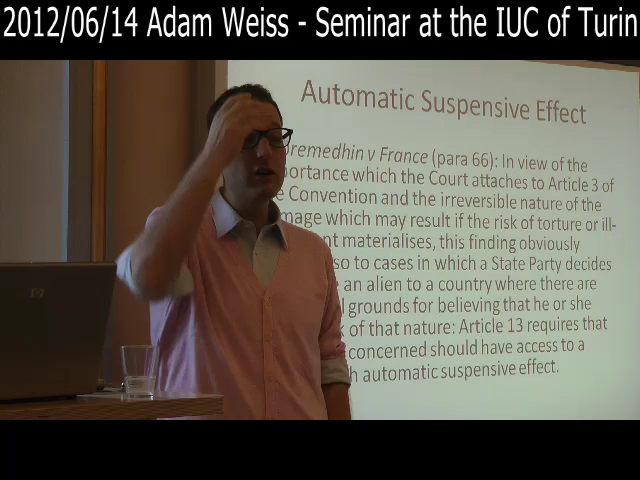 2012/06/14 Adam Weiss - Seminar at the IUC of Turin
Automatic Suspensive Effect
v France (para 66): In view of the
which the Court attaches to Article 3 of
Convention and the irreversible nature of the
which may result if the risk of torture or ill-
materialises, this finding obviously
so to cases in which a State Party decides
an alien to a country where there are
grounds for believing that he or she
of that nature: Article 13 requires that
concerned should have access to a
automatic suspensive effect.
hp